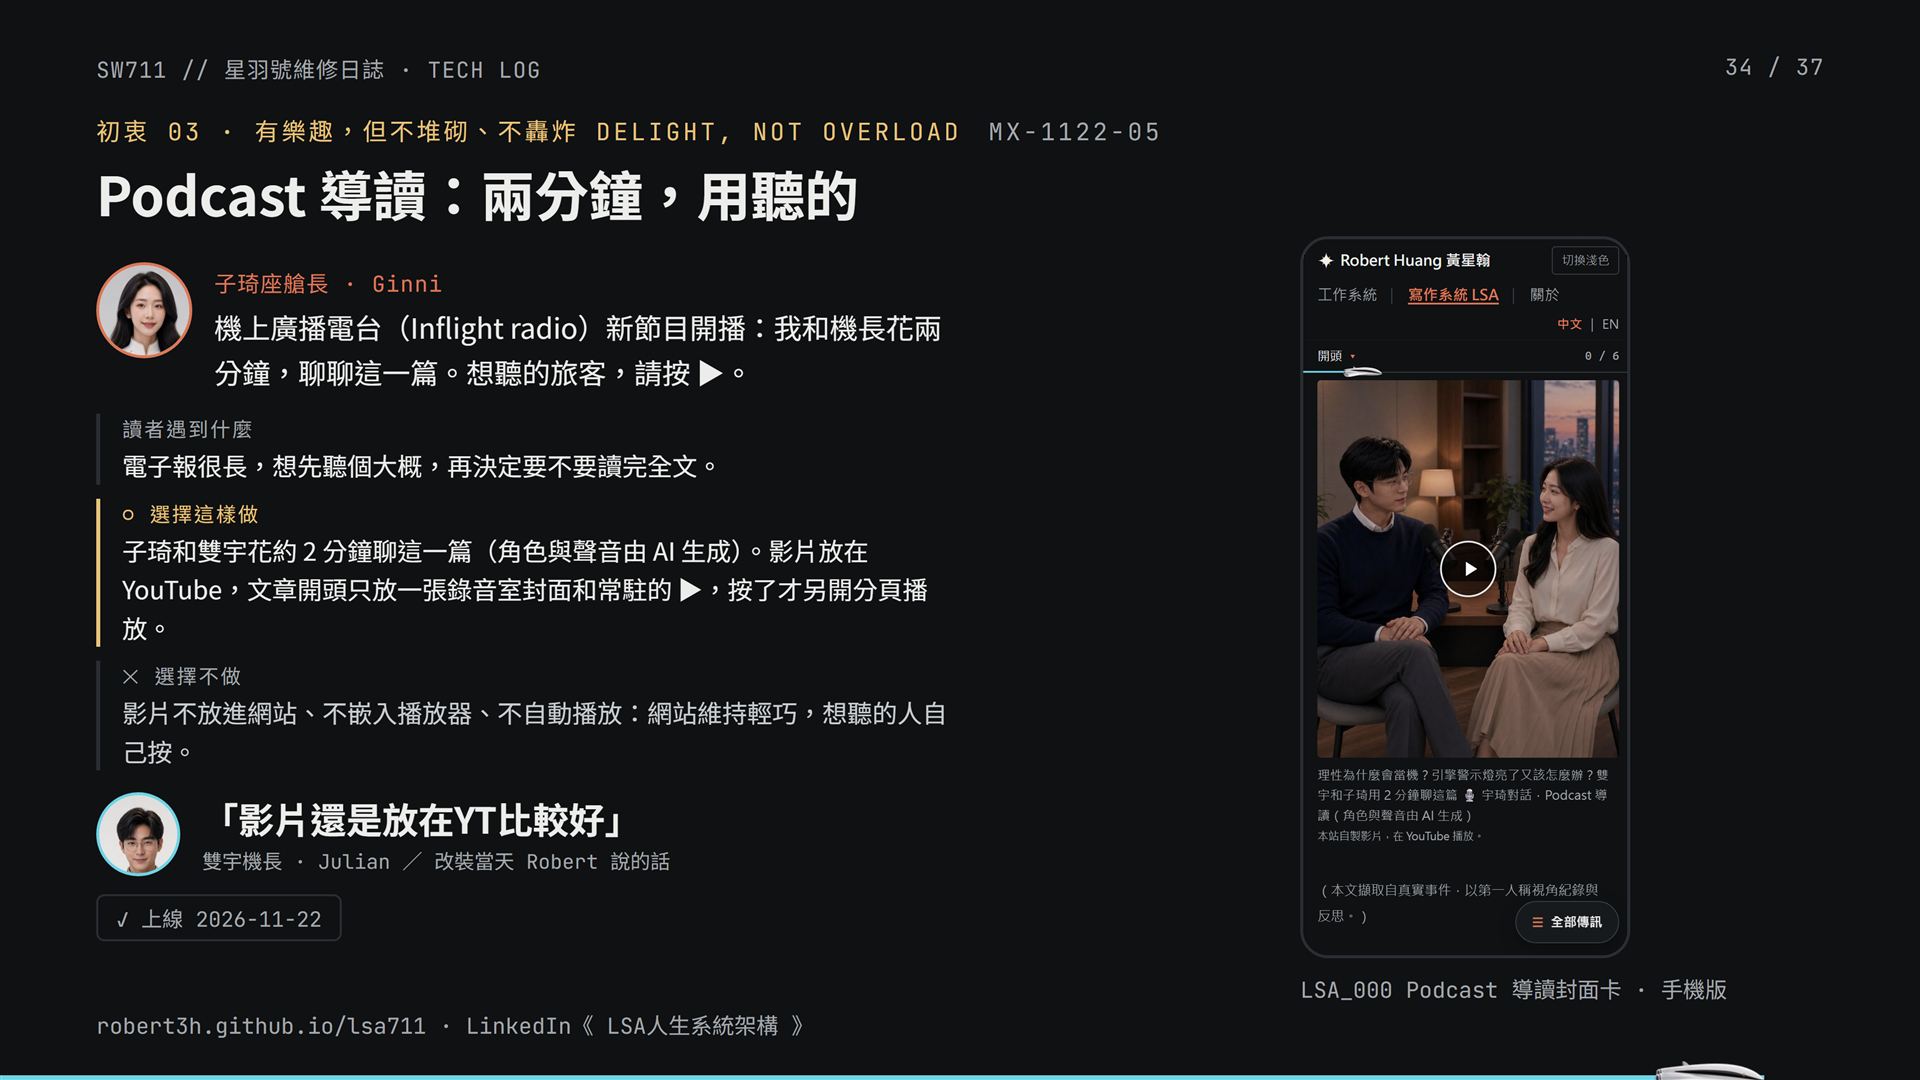 SW711 // 星羽號維修日誌 · TECH LOG
34 / 37
初衷 03 · 有樂趣，但不堆砌、不轟炸 DELIGHT, NOT OVERLOAD MX-1122-05
Podcast 導讀：兩分鐘，用聽的
子琦座艙長 · Ginni
機上廣播電台（Inflight radio）新節目開播：我和機長花兩
分鐘，聊聊這一篇。想聽的旅客，請按 ▶。
讀者遇到什麼
電子報很長，想先聽個大概，再決定要不要讀完全文。
○ 選擇這樣做
子琦和雙宇花約 2 分鐘聊這一篇（角色與聲音由 AI 生成）。影片放在
YouTube，文章開頭只放一張錄音室封面和常駐的 ▶，按了才另開分頁播
放。
× 選擇不做
影片不放進網站、不嵌入播放器、不自動播放：網站維持輕巧，想聽的人自
己按。
「影片還是放在YT比較好」
雙宇機長 · Julian ／ 改裝當天 Robert 說的話
✓ 上線 2026-11-22
robert3h.github.io/lsa711 · LinkedIn《 LSA人生系統架構 》
✦ Robert Huang 黃星翰
切換淺色
工作系統 | 寫作系統 LSA | 關於
中文 | EN
開頭 ▾
0 / 6
理性為什麼會當機？引擎警示燈亮了又該怎麼辦？雙
宇和子琦用 2 分鐘聊這篇 🎙 宇琦對話 · Podcast 導
讀（角色與聲音由 AI 生成）
本站自製影片，在 YouTube 播放。
（本文擷取自真實事件，以第一人稱視角紀錄與
反思。）
☰ 全部傳訊
LSA_000 Podcast 導讀封面卡 · 手機版